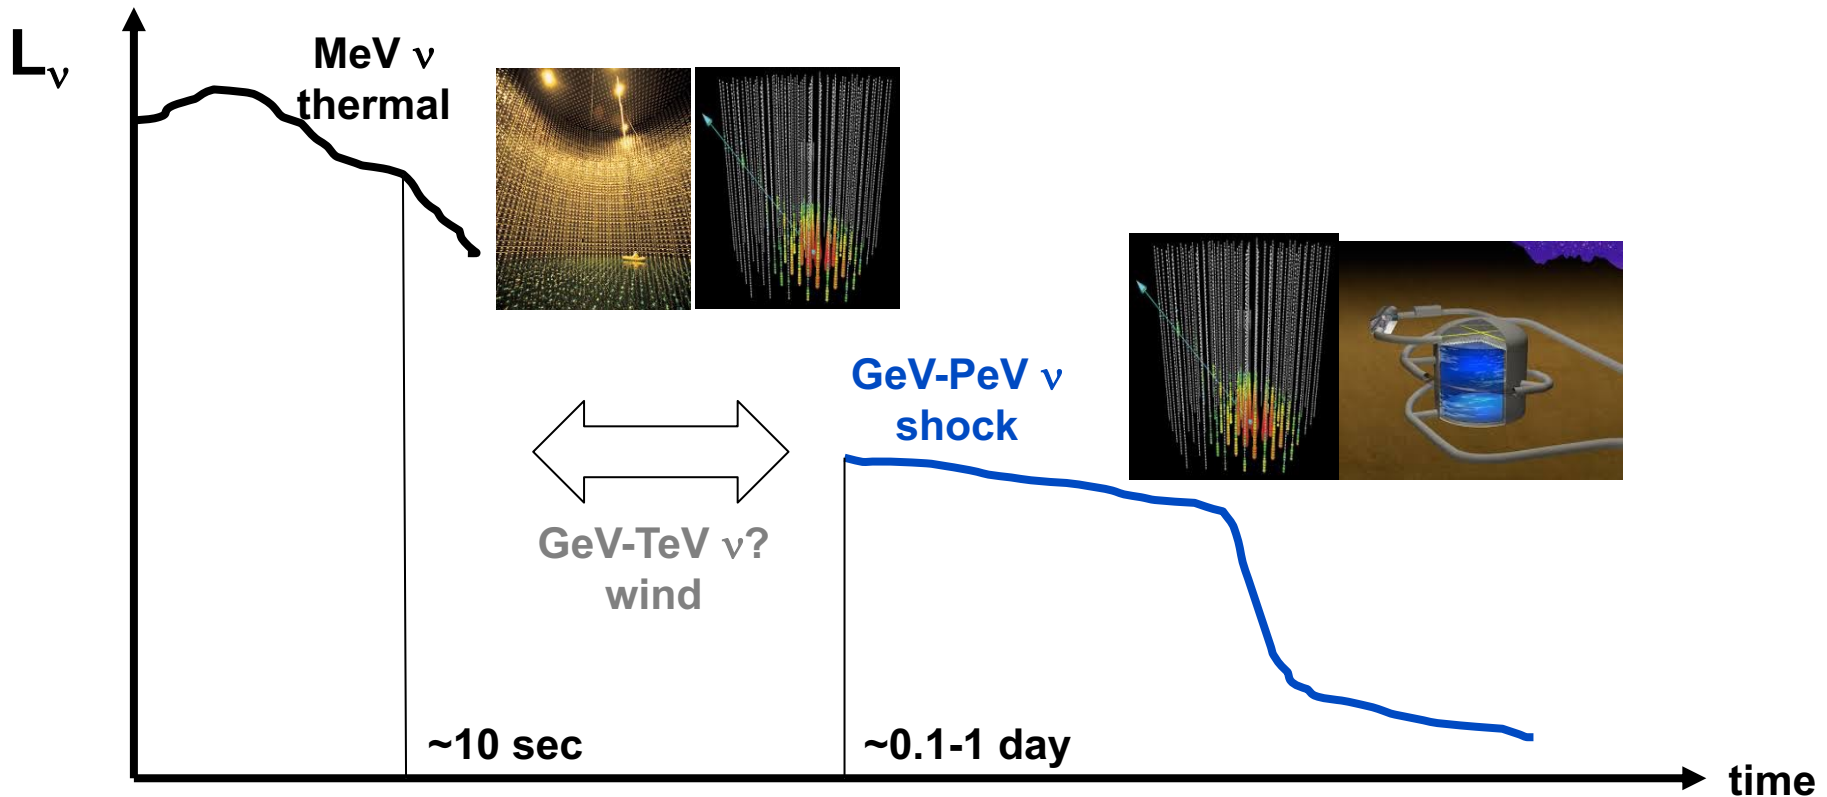 Lν
MeV ν
thermal
GeV-PeV ν
shock
GeV-TeV ν?
wind
~10 sec
~0.1-1 day
time